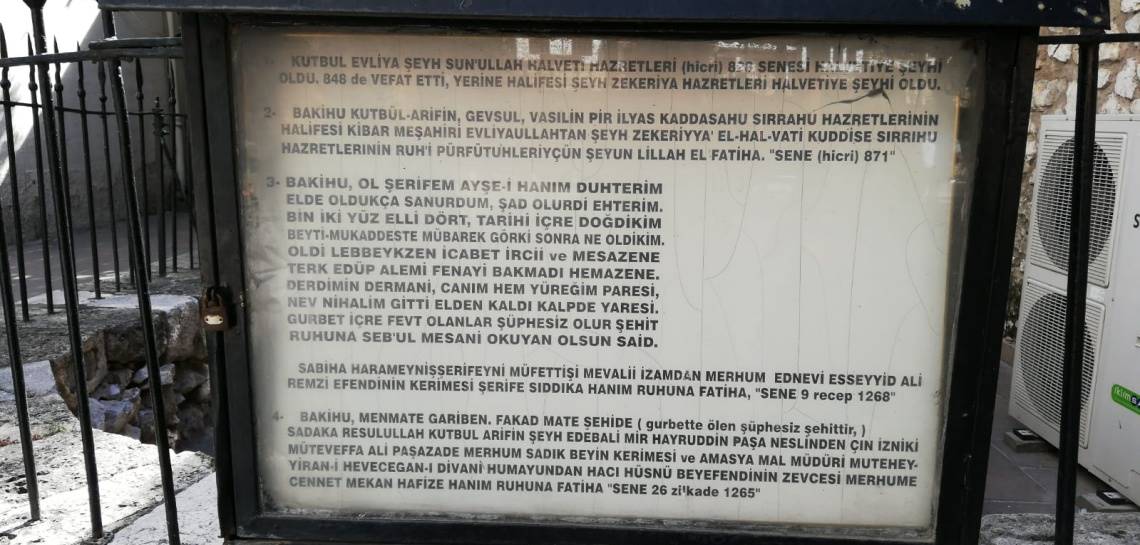 KUTBUL EVLİYA ŞEYH SUN'ULLAH HALVETİ HAZRETLERİ (hicri) 826 SENESİ HALVETİYE ŞEYHİ
OLDU. 848 de VEFAT ETTİ, YERİNE HALİFESİ ŞEYH ZEKERİYA HAZRETLERİ HALVETİYE ŞEYHİ OLDU.
2- BAKİHU KUTBÜL-ARİFIN, GEVSUL, VASILIN PİR İLYAS KADDASAHU SIRRAHU HAZRETLERİNİN
HALİFESİ KİBAR MEŞAHİRİ EVLİYAULLAHTAN ŞEYH ZEKERİYYA' EL-HAL-VATİ KUDDİSE SIRRIHU
HAZRETLERİNİN RUH'İ PÜRFÜTUHLERİYÇÜN ŞEYUN LİLLAH EL FATİHA. "SENE (hicri) 871"
3- BAKİHU, OL ŞERİFEM AYŞE-İ HANIM DUHTERİM
ELDE OLDUKÇA SANURDUM, ŞAD OLURDİ EHTERİM.
BİN İKİ YÜZ ELLİ DÖRT, TARİHİ İÇRE DOĞDİKİM
BEYTİ-MUKADDESTE MÜBAREK GÖRKİ SONRA NE OLDİKİM.
OLDİ LEBBEYKZEN İCABET İRCİİ ve MESAZENE
TERK EDÜP ALEMİ FENAYİ BAKMADI HEMAZENE.
DERDİMİN DERMANİ, CANIM HEM YÜREĞİM PARESİ,
NEV NİHALİM GİTTİ ELDEN KALDI KALPDE YARESİ.
GURBET İÇRE FEVT OLANLAR ŞÜPHESİZ OLUR ŞEHİT
RUHUNA SEB'UL MESANİ OKUYAN OLSUN SAİD.
SABİHA HARAMEYNİŞŞERİFEYNİ MÜFETTİŞİ MEVALİİ İZAMDAN MERHUM EDNEVİ ESSEYYİD ALİ
REMZİ EFENDİNİN KERİMESİ ŞERİFE SIDDIKA HANIM RUHUNA FATİHA, "SENE 9 recep 1268"
4- BAKİHU, MENMATE GARİBEN. FAKAD MATE ŞEHİDE ( gurbette ölen şüphesiz şehittir, )
SADAKA RESULULLAH KUTBUL ARİFİN ŞEYH EDEBALİ MİR HAYRUDDİN PAŞA NESLİNDEN ÇIN İZNİKİ
MÜTEVEFFA ALİ PAŞAZADE MERHUM SADIK BEYİN KERİMESİ ve AMASYA MAL MÜDÜRİ MUTEHEY-
YİRAN-İ HEVECEGAN-I DİVANİ HUMAYUNDAN HACI HÜSNÜ BEYEFENDİNİN ZEVCESİ MERHUME
CENNET MEKAN HAFİZE HANIM RUHUNA FATİHA "SENE 26 zilkade 1265"